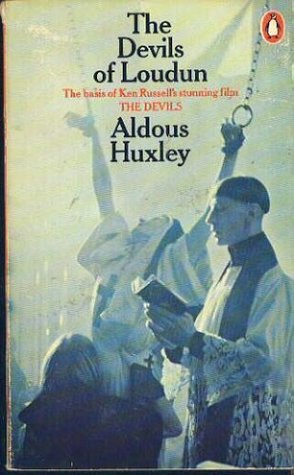 The
Devils
of Loudun
The basis of Ken Russell's stunning film
THE DEVILS
Aldous
Huxley